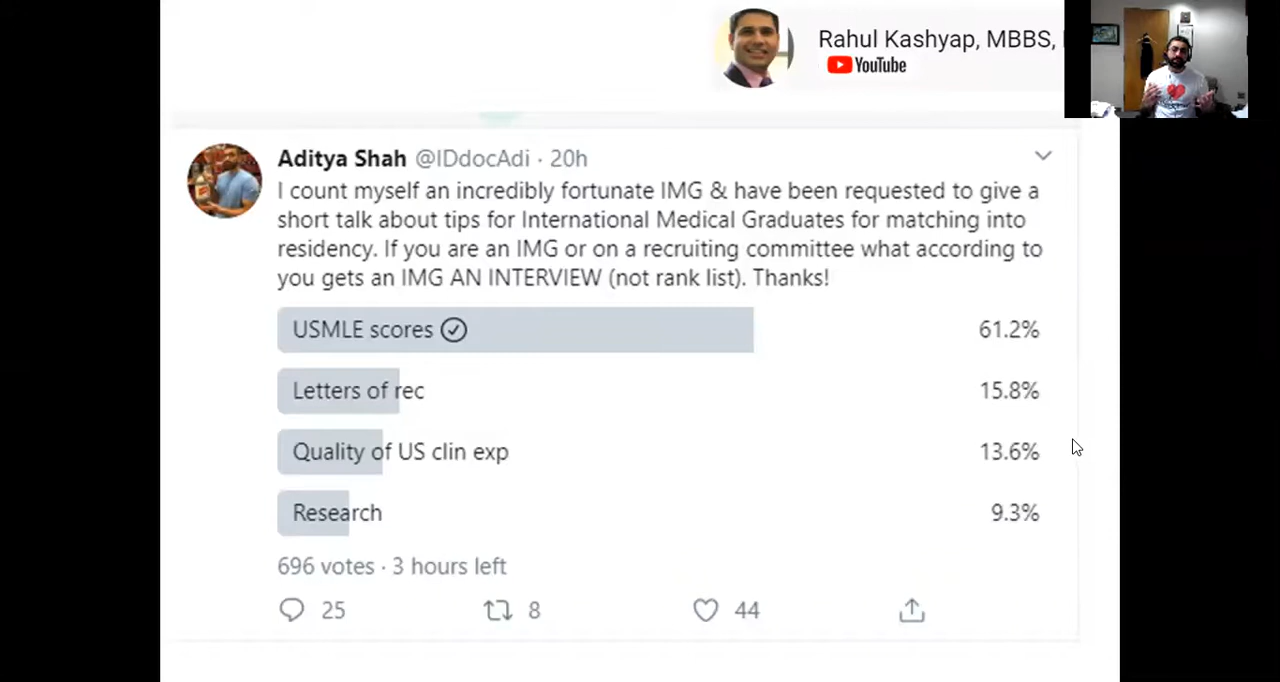 Rahul Kashyap, MBBS,
YouTube
Aditya Shah @IDdocAdi · 20h
I count myself an incredibly fortunate IMG & have been requested to give a
short talk about tips for International Medical Graduates for matching into
residency. If you are an IMG or on a recruiting committee what according to
you gets an IMG AN INTERVIEW (not rank list). Thanks!
USMLE scores 61.2%
Letters of rec 15.8%
Quality of US clin exp 13.6%
Research 9.3%
696 votes · 3 hours left
25 8 44